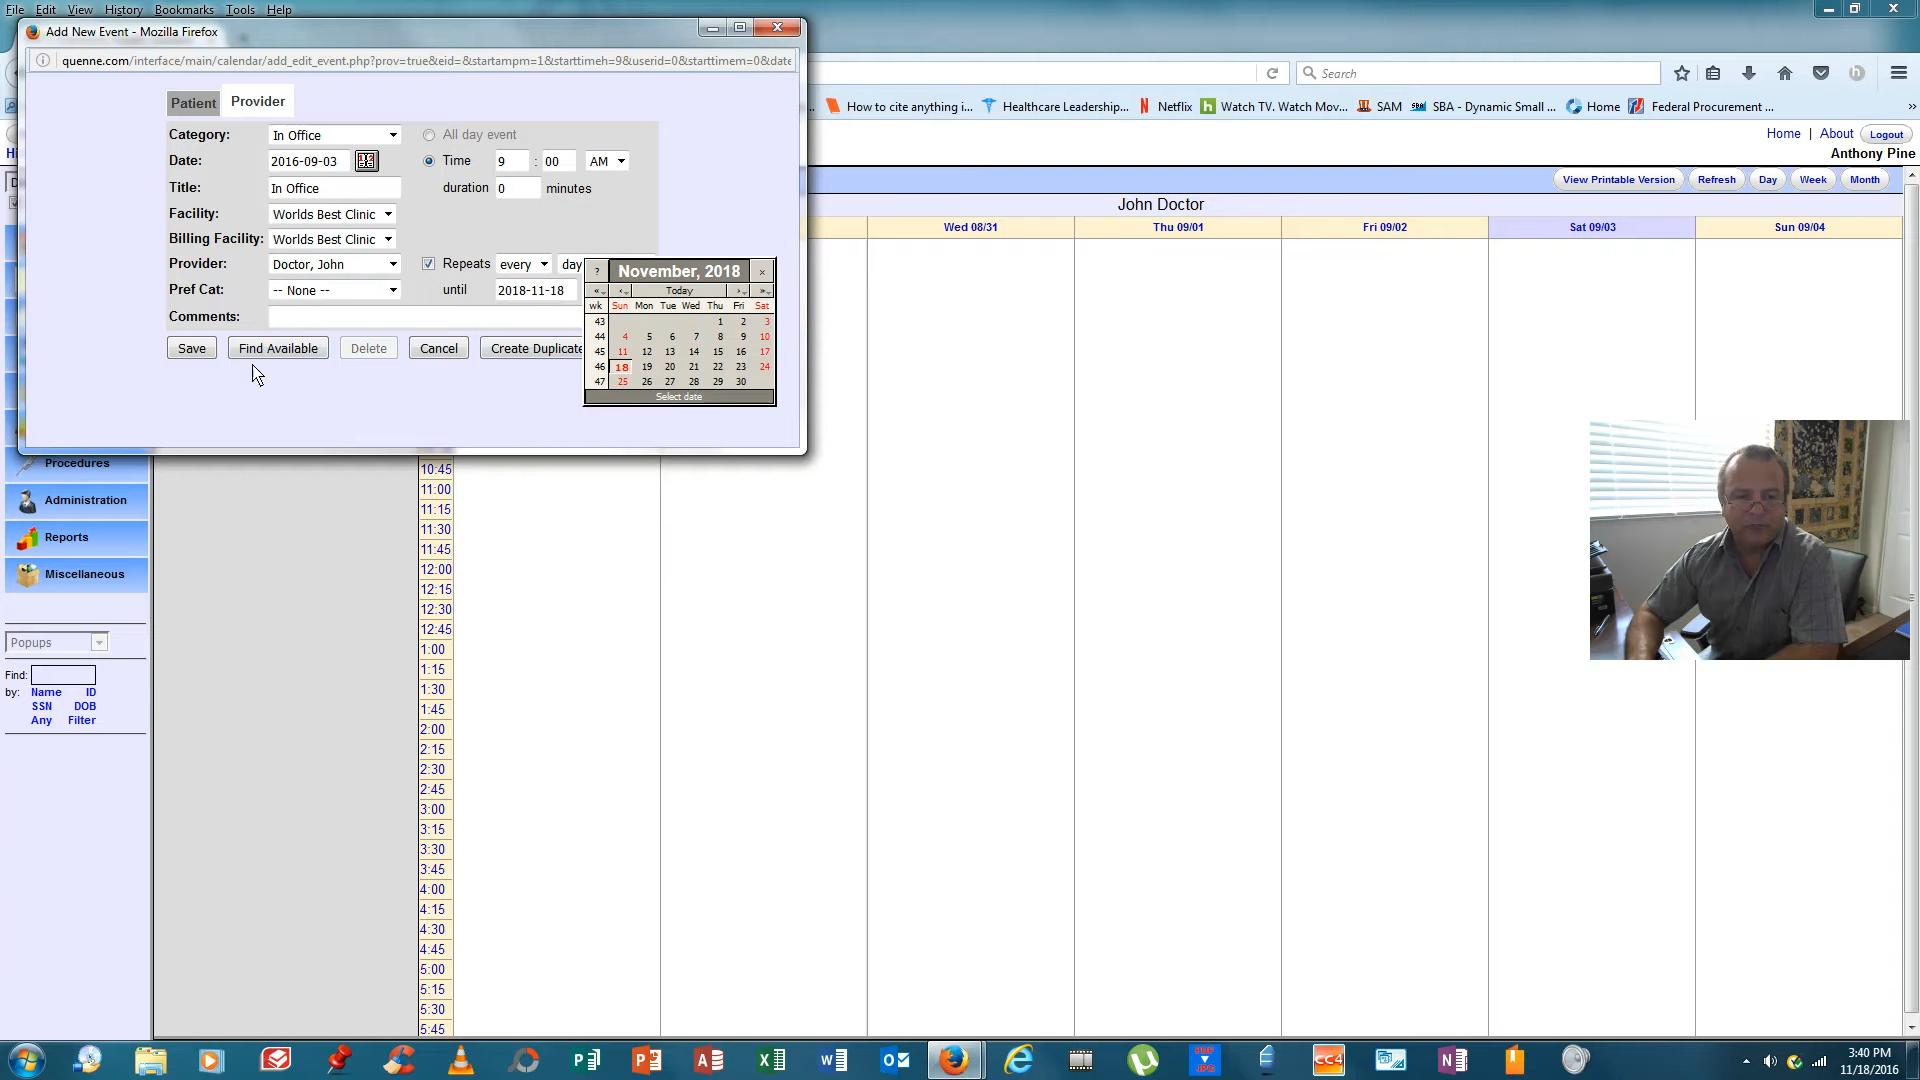 File Edit View History Bookmarks Tools Help
Add New Event - Mozilla Firefox
quenne.com/interface/main/calendar/add_edit_event.php?prov=true&eid=&startampm=1&starttimeh=9&userid=0&starttimem=0&date
Search
How to cite anything i... Healthcare Leadership... Netflix Watch TV. Watch Mov... SAM SBA - Dynamic Small ... Home Federal Procurement ...
Home | About Logout
Anthony Pine
View Printable Version Refresh Day Week Month
John Doctor
Wed 08/31 Thu 09/01 Fri 09/02 Sat 09/03 Sun 09/04
Patient Provider
Category: In Office All day event
Date: 2016-09-03 Time 9 : 00 AM
Title: In Office duration 0 minutes
Facility: Worlds Best Clinic
Billing Facility: Worlds Best Clinic
Provider: Doctor, John Repeats every day
Pref Cat: -- None -- until 2018-11-18
Comments:
Save Find Available Delete Cancel Create Duplicate
? November, 2018 ×
« ‹ Today › »
wk Sun Mon Tue Wed Thu Fri Sat
43 1 2 3
44 4 5 6 7 8 9 10
45 11 12 13 14 15 16 17
46 18 19 20 21 22 23 24
47 25 26 27 28 29 30
Select date
Procedures
Administration
Reports
Miscellaneous
Popups
Find:
by: Name ID
SSN DOB
Any Filter
10:45
11:00
11:15
11:30
11:45
12:00
12:15
12:30
12:45
1:00
1:15
1:30
1:45
2:00
2:15
2:30
2:45
3:00
3:15
3:30
3:45
4:00
4:15
4:30
4:45
5:00
5:15
5:30
5:45
CC4
3:40 PM
11/18/2016